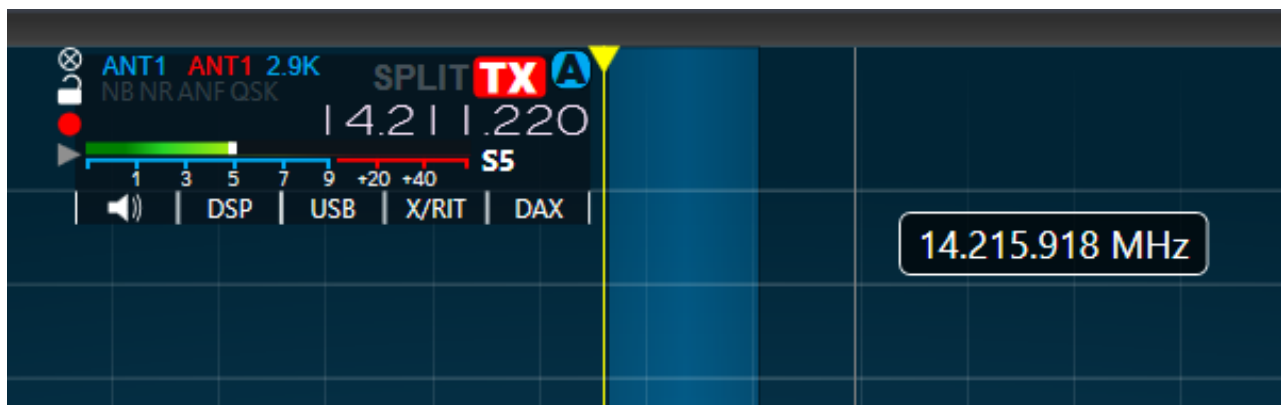 ANT1 ANT1 2.9K SPLIT TX A
NB NR ANF QSK
14.211.220
S5
1 3 5 7 9 +20 +40
DSP USB X/RIT DAX
14.215.918 MHz